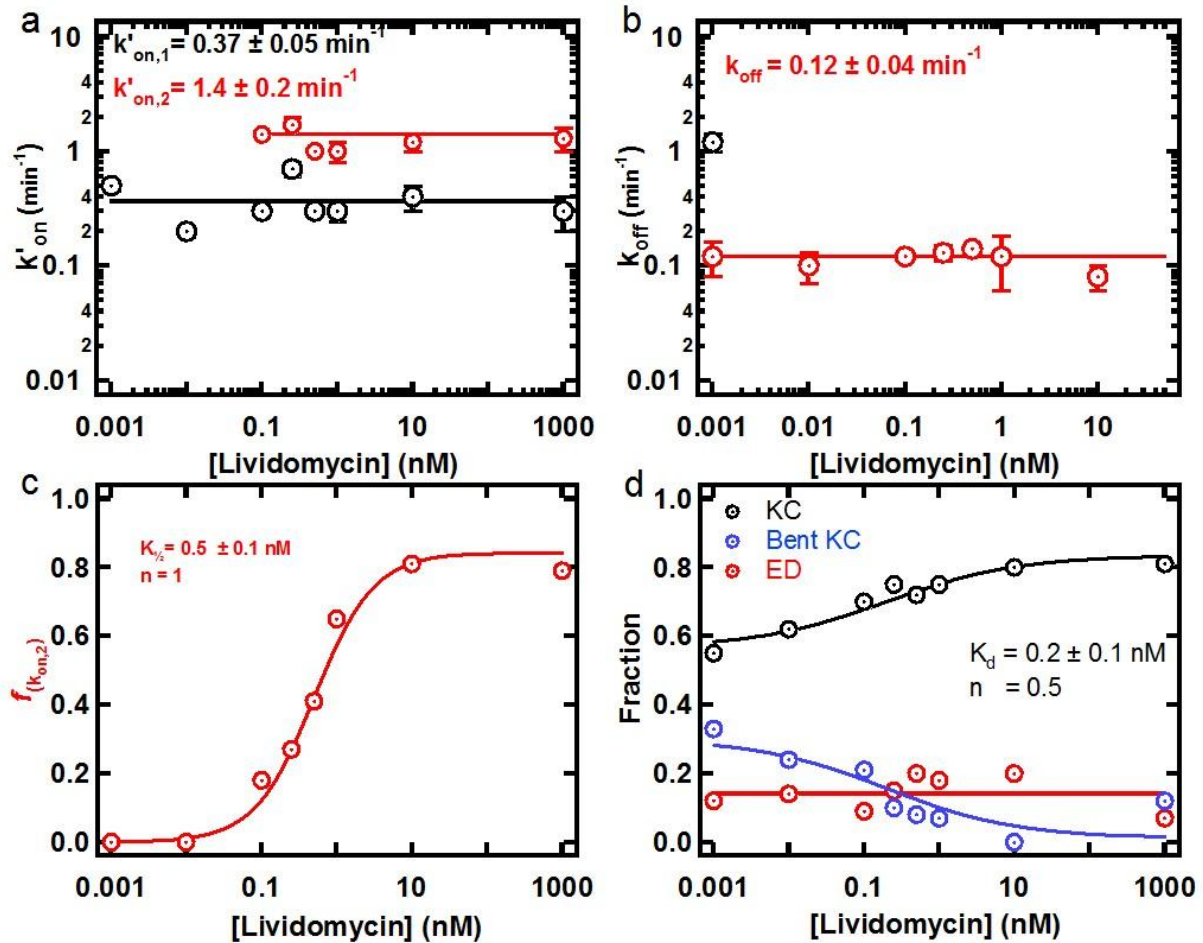 a
k'on,1 = 0.37 ± 0.05 min-1
k'on,2 = 1.4 ± 0.2 min-1
10
4
2
1
4
2
0.1
4
2
0.01
k'on (min-1)
0.001
0.1
10
1000
[Lividomycin] (nM)
b
koff = 0.12 ± 0.04 min-1
10
4
2
1
4
2
0.1
4
2
0.01
koff (min-1)
0.001
0.01
0.1
1
10
[Lividomycin] (nM)
c
K½ = 0.5 ± 0.1 nM
n = 1
1.0
0.8
0.6
0.4
0.2
0.0
f(kon,2)
0.001
0.1
10
1000
[Lividomycin] (nM)
d
KC
Bent KC
ED
Kd = 0.2 ± 0.1 nM
n = 0.5
1.0
0.8
0.6
0.4
0.2
0.0
Fraction
0.001
0.1
10
1000
[Lividomycin] (nM)